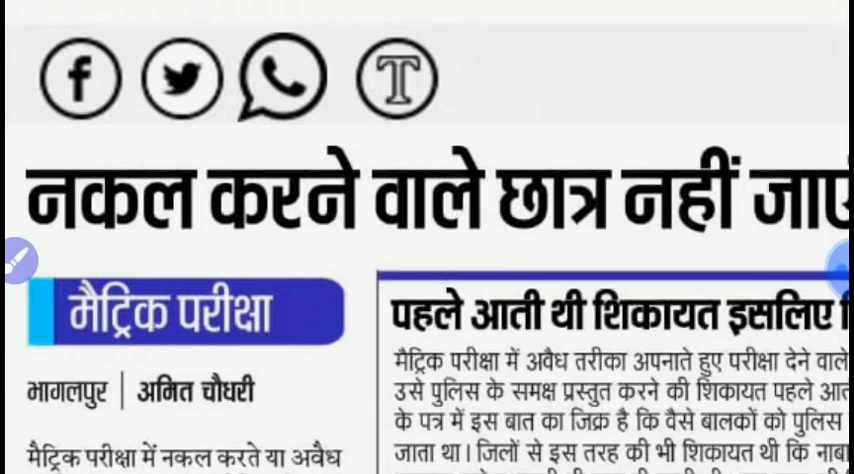 नकल करने वाले छात्र नहीं
मैट्रिक परीक्षा
भागलपुर | अमित चौधरी
मैट्रिक परीक्षा में नकल करते या अवैध
पहले आती थी शिकायत इसलिए
मैट्रिक परीक्षा में अवैध तरीका अपनाते हुए परीक्षा देने वाले
उसे पुलिस के समक्ष प्रस्तुत करने की शिकायत पहले
के पत्र में इस बात का जिक्र है कि वैसे बालकों को पुलिस
जाता था। जिलों से इस तरह की भी शिकायत थी कि